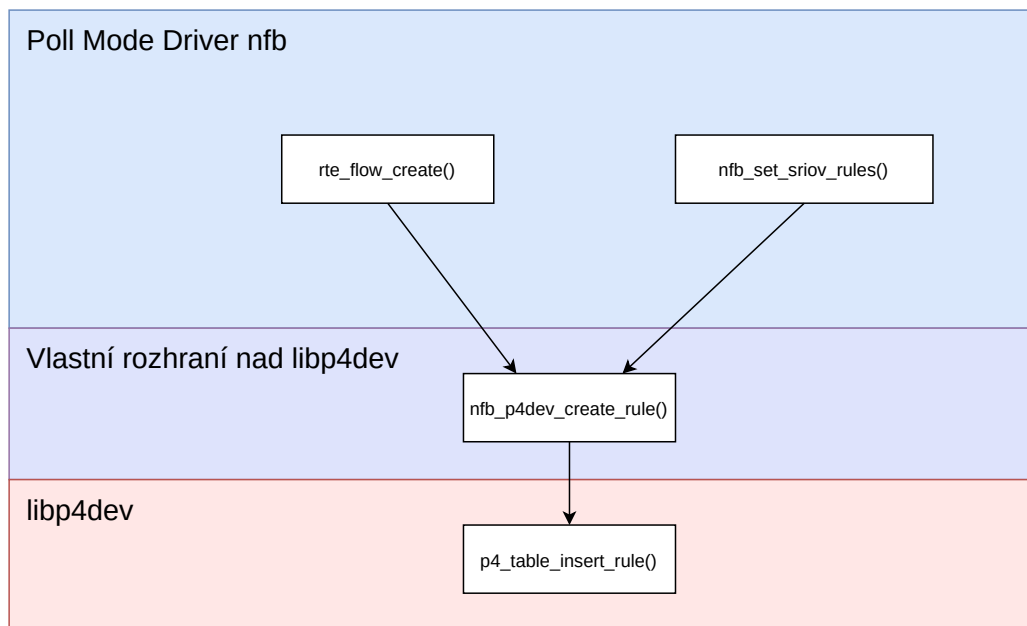 Poll Mode Driver nfb
rte_flow_create()
nfb_set_sriov_rules()
Vlastní rozhraní nad libp4dev
nfb_p4dev_create_rule()
libp4dev
p4_table_insert_rule()